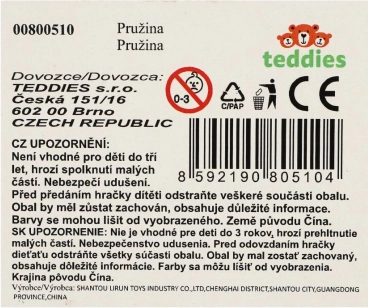 00800510
Pružina
Pružina
teddies
Dovozce/Dovozca:
TEDDIES s.r.o.
Česká 151/16
602 00 Brno
CZECH REPUBLIC
0-3
C/PAP
CE
8 592190 805104
CZ UPOZORNĚNÍ:
Není vhodné pro děti do tří
let, hrozí spolknutí malých
částí. Nebezpečí udušení.
Před předáním hračky dítěti odstraňte veškeré součásti obalu.
Obal by měl zůstat zachován, obsahuje důležité informace.
Barvy se mohou lišit od vyobrazeného. Země původu Čína.
SK UPOZORNENIE: Nie je vhodné pre deti do 3 rokov, hrozí prehltnutie
malých částí. Nebezpečenstvo udusenia. Pred odovzdaním hračky
dieťaťu odstráňte všetky súčasti obalu. Obal by mal zostať zachovaný,
obsahuje dôležité informácie. Farby sa môžu líšiť od vyobrazenia.
Krajina pôvodu Čína.
Výrobce/Výrobca: SHANTOU LIRUN TOYS INDUSTRY CO.,LTD,CHENGHAI DISTRICT,SHANTOU CITY,GUANGDONG
PROVINCE,CHINA